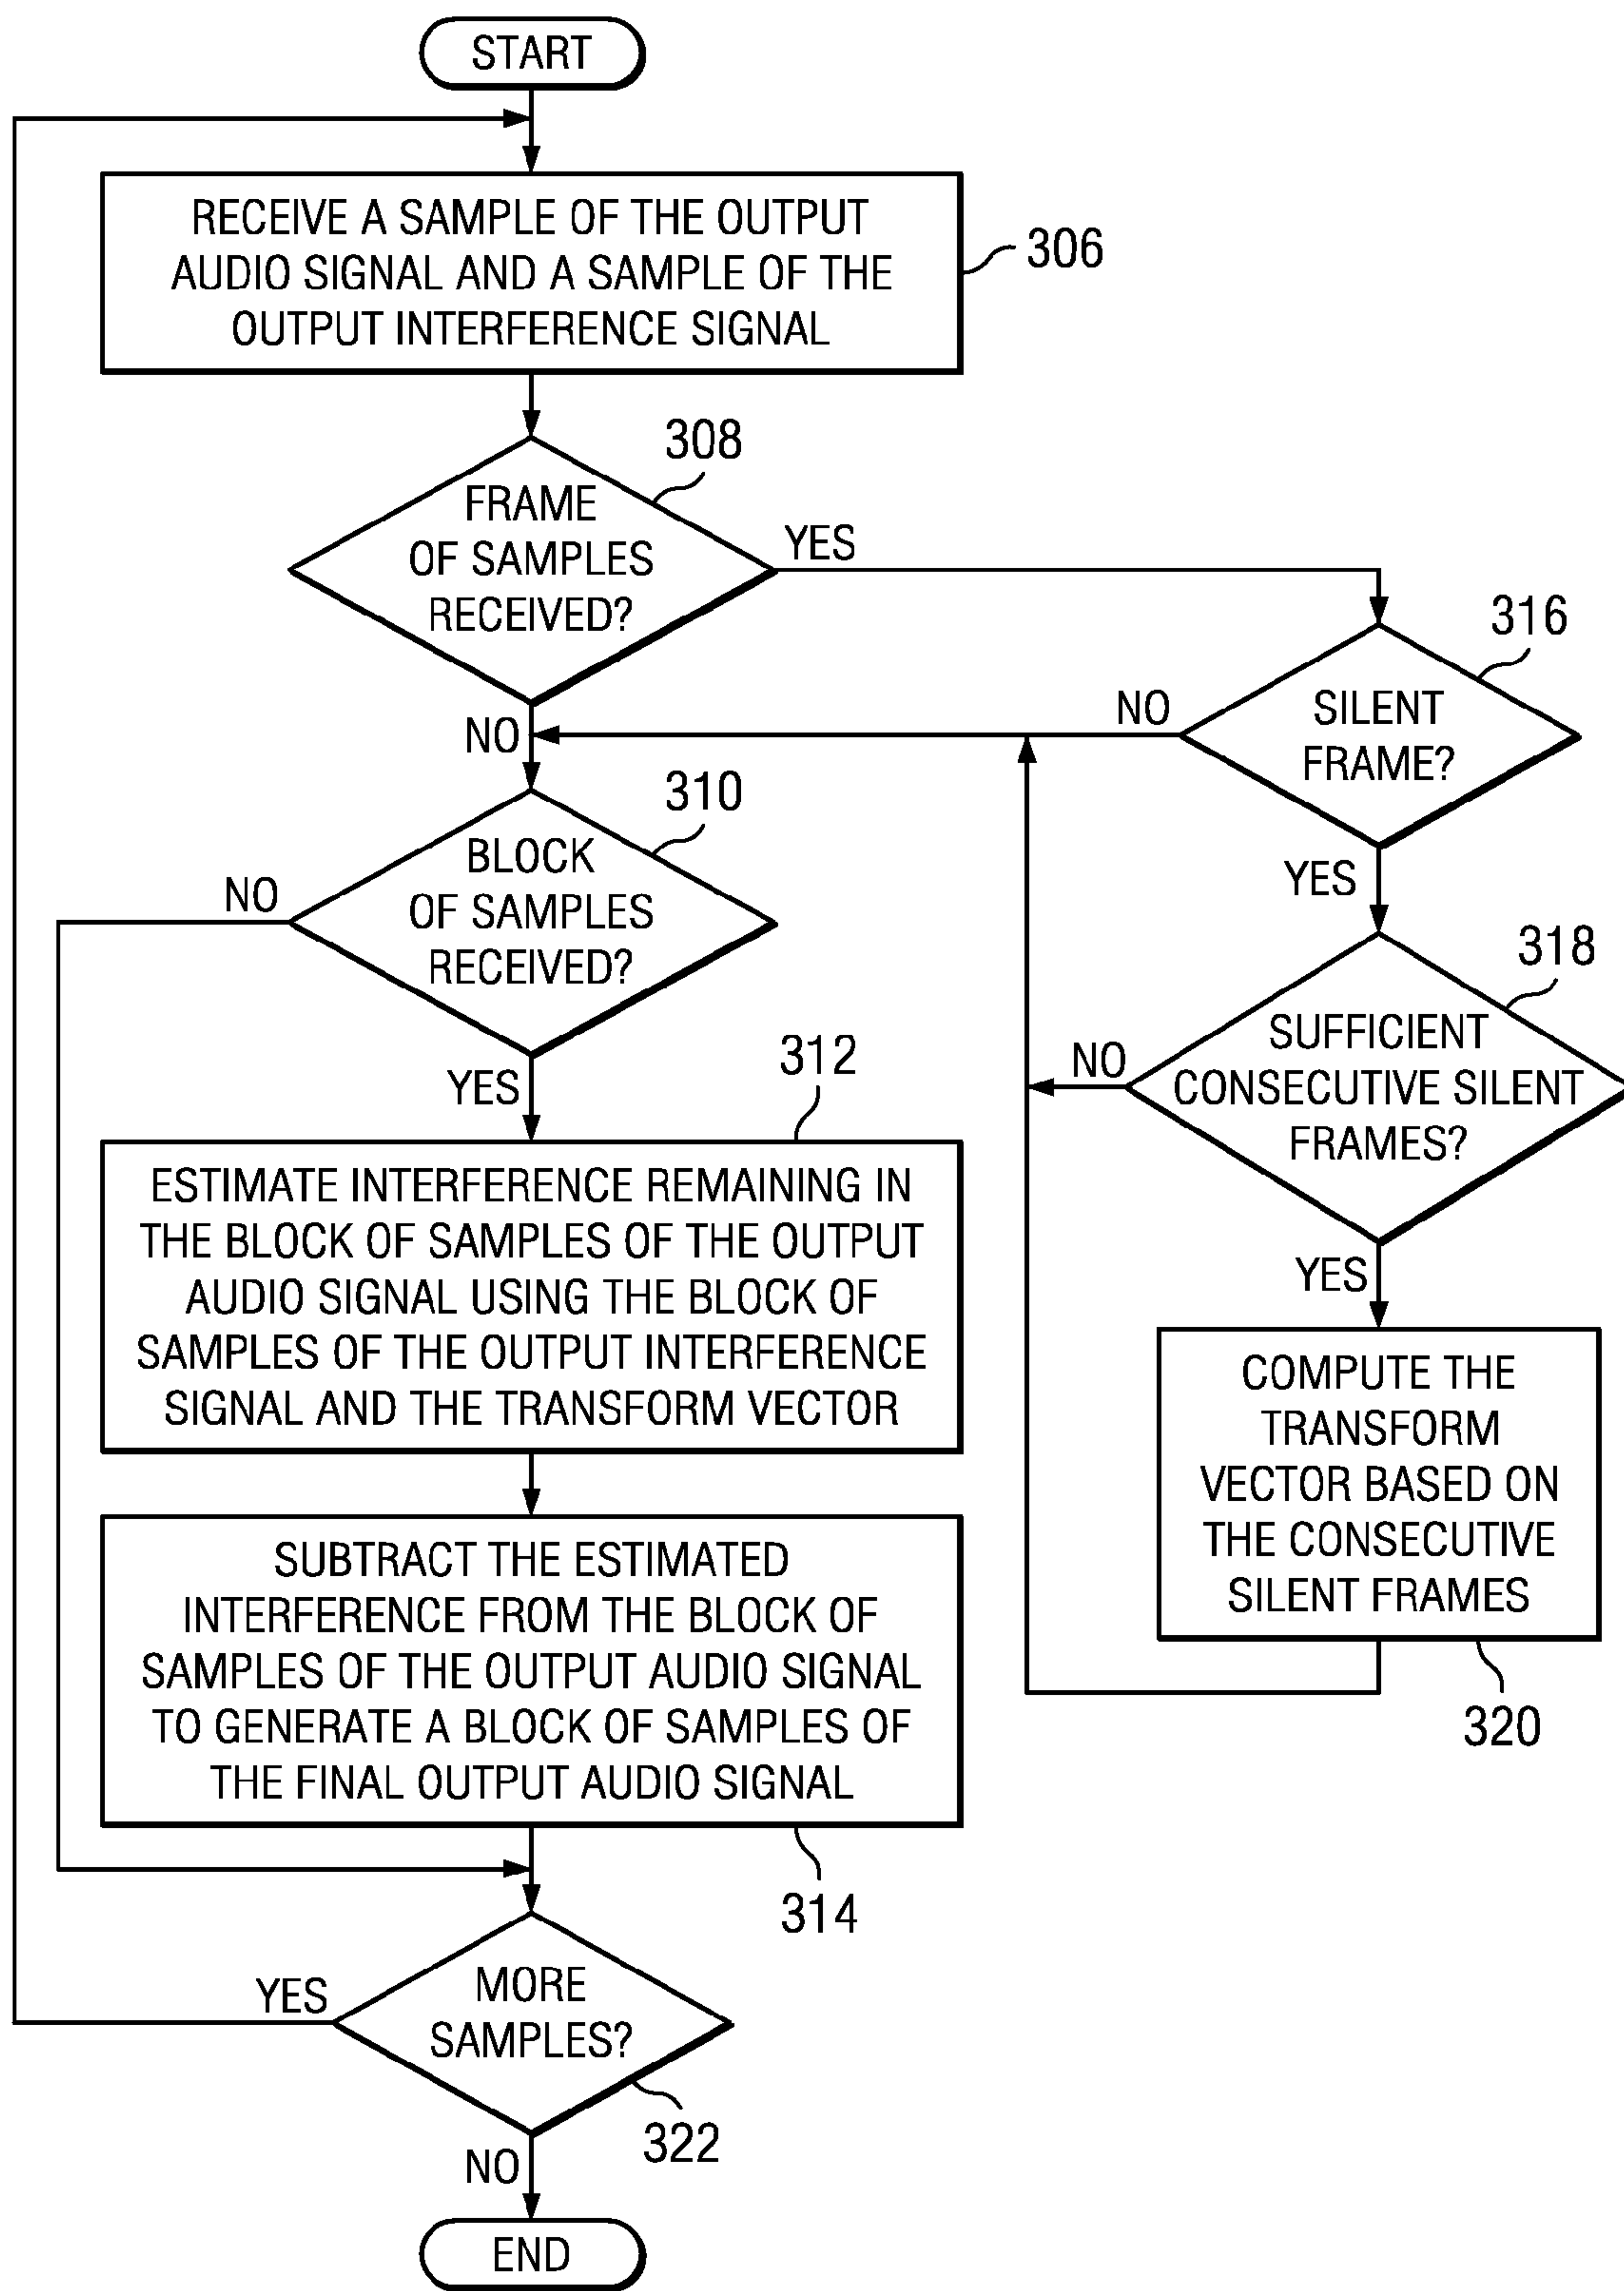 START
RECEIVE A SAMPLE OF THE OUTPUT
AUDIO SIGNAL AND A SAMPLE OF THE
OUTPUT INTERFERENCE SIGNAL
306
308
FRAME
OF SAMPLES
RECEIVED?
YES
NO
316
SILENT
FRAME?
NO
YES
310
BLOCK
OF SAMPLES
RECEIVED?
NO
YES
318
SUFFICIENT
CONSECUTIVE SILENT
FRAMES?
NO
YES
312
ESTIMATE INTERFERENCE REMAINING IN
THE BLOCK OF SAMPLES OF THE OUTPUT
AUDIO SIGNAL USING THE BLOCK OF
SAMPLES OF THE OUTPUT INTERFERENCE
SIGNAL AND THE TRANSFORM VECTOR
COMPUTE THE
TRANSFORM
VECTOR BASED ON
THE CONSECUTIVE
SILENT FRAMES
320
SUBTRACT THE ESTIMATED
INTERFERENCE FROM THE BLOCK OF
SAMPLES OF THE OUTPUT AUDIO SIGNAL
TO GENERATE A BLOCK OF SAMPLES OF
THE FINAL OUTPUT AUDIO SIGNAL
314
MORE
SAMPLES?
YES
322
NO
END